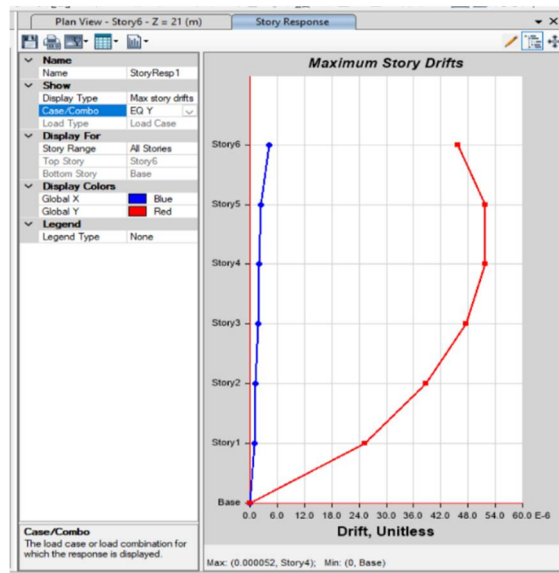 Plan View - Story6 - Z = 21 (m)
Story Response
Name
Name StoryResp1
Show
Display Type Max story drifts
Case/Combo EQ Y
Load Type Load Case
Display For
Story Range All Stories
Top Story Story6
Bottom Story Base
Display Colors
Global X Blue
Global Y Red
Legend
Legend Type None
Case/Combo
The load case or load combination for
which the response is displayed.
Maximum Story Drifts
Story6
Story5
Story4
Story3
Story2
Story1
Base
0.0 6.0 12.0 18.0 24.0 30.0 36.0 42.0 48.0 54.0 60.0 E-6
Drift, Unitless
Max: (0.000052, Story4); Min: (0, Base)